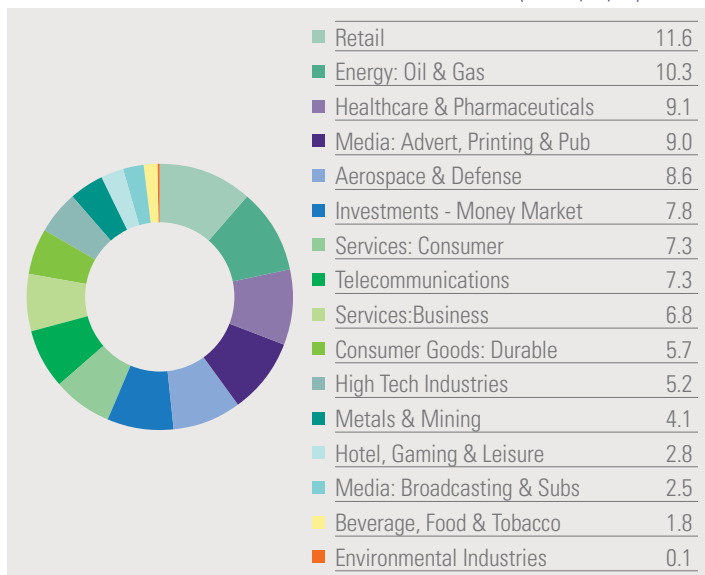 Retail 11.6
Energy: Oil & Gas 10.3
Healthcare & Pharmaceuticals 9.1
Media: Advert, Printing & Pub 9.0
Aerospace & Defense 8.6
Investments - Money Market 7.8
Services: Consumer 7.3
Telecommunications 7.3
Services:Business 6.8
Consumer Goods: Durable 5.7
High Tech Industries 5.2
Metals & Mining 4.1
Hotel, Gaming & Leisure 2.8
Media: Broadcasting & Subs 2.5
Beverage, Food & Tobacco 1.8
Environmental Industries 0.1